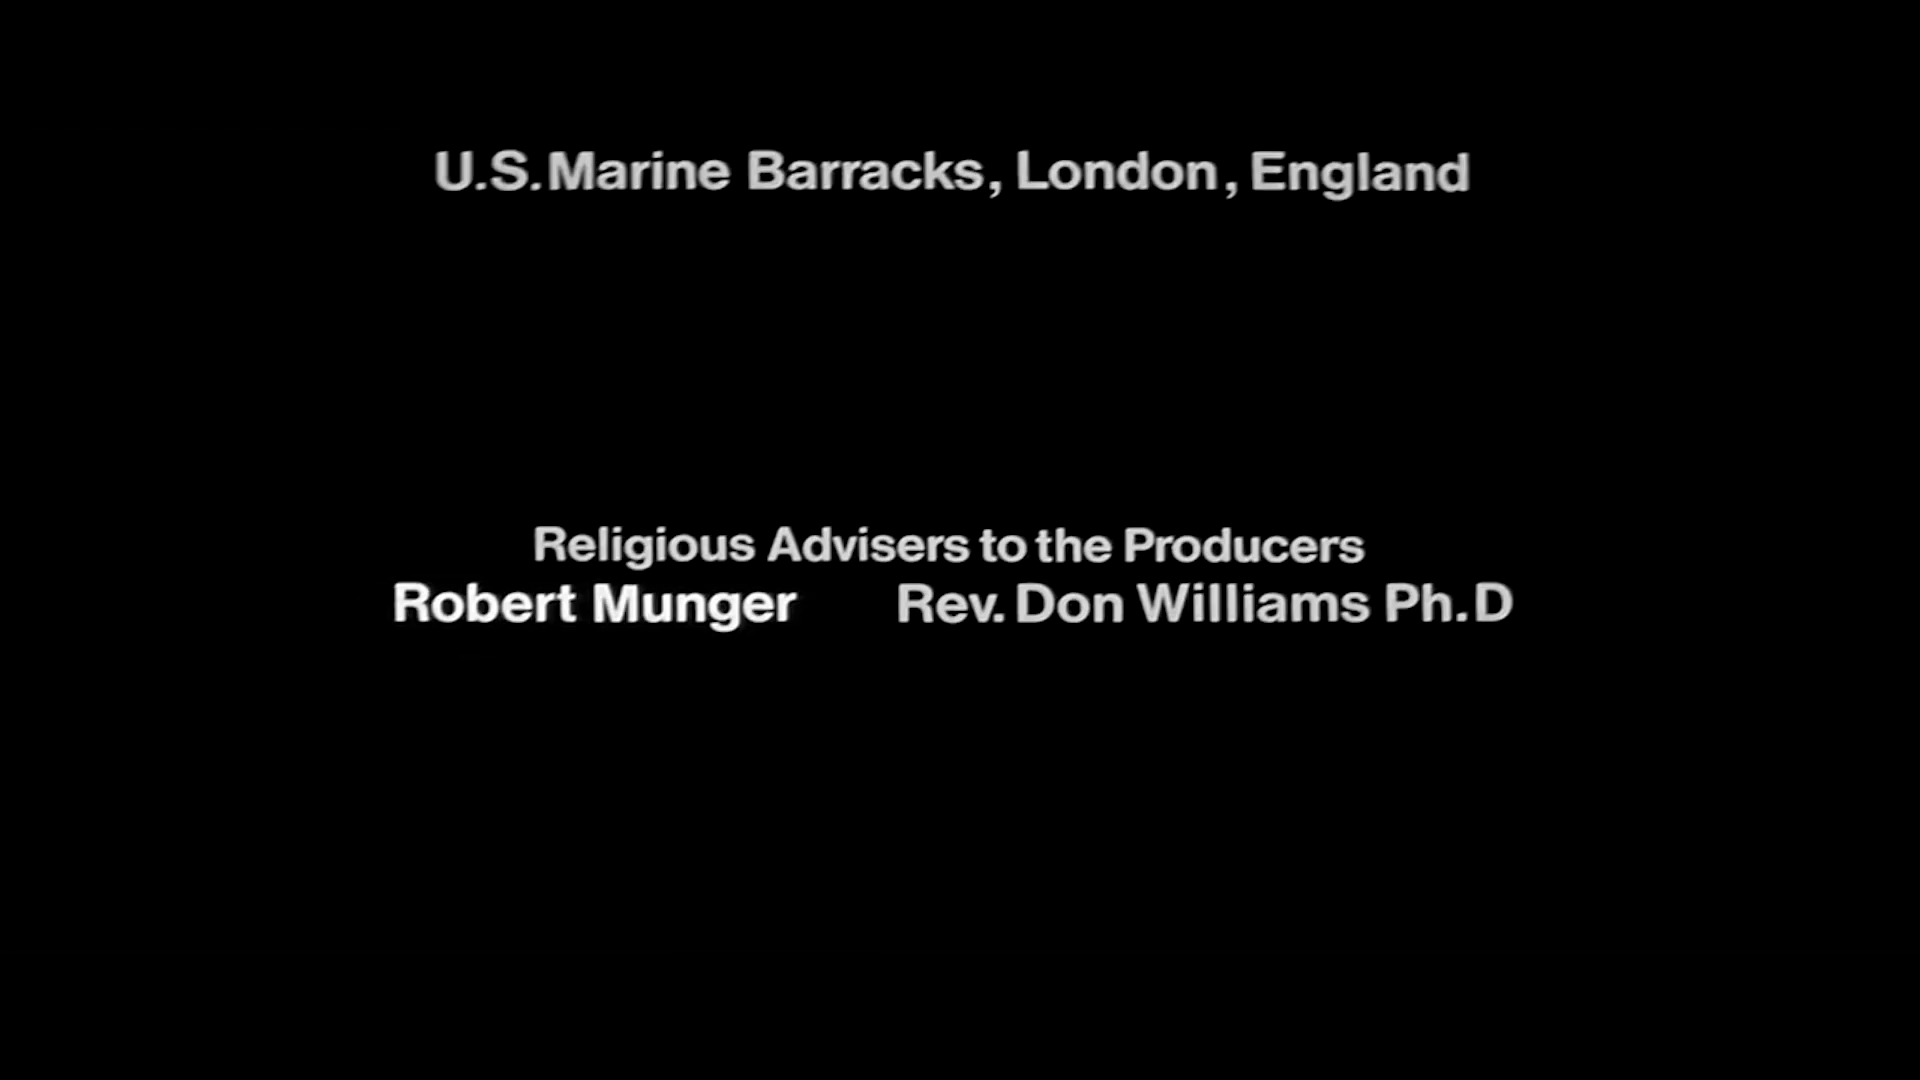 U.S. Marine Barracks, London, England
Religious Advisers to the Producers
Robert Munger Rev. Don Williams Ph.D